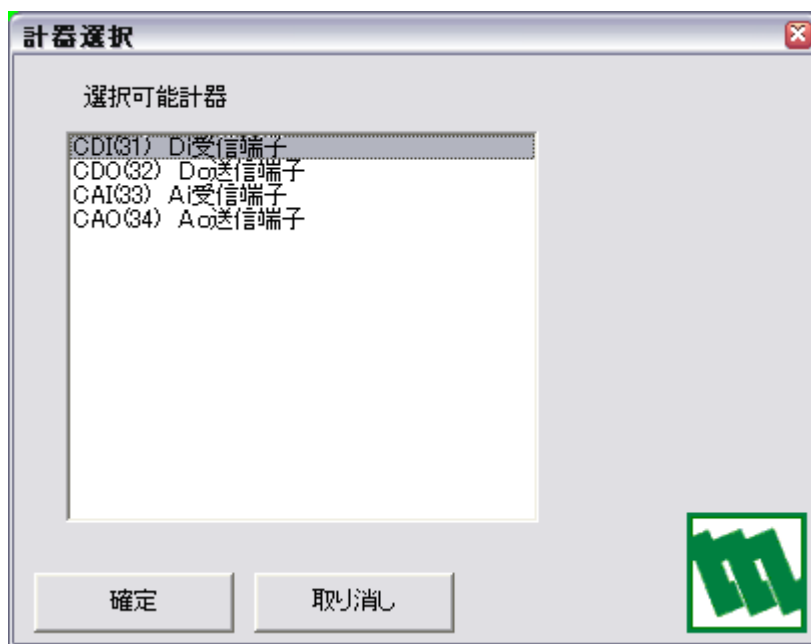 計器選択
選択可能計器
CDI(31) Di受信端子
CDO(32) Do送信端子
CAI(33) Ai受信端子
CAO(34) Ao送信端子
確定
取り消し